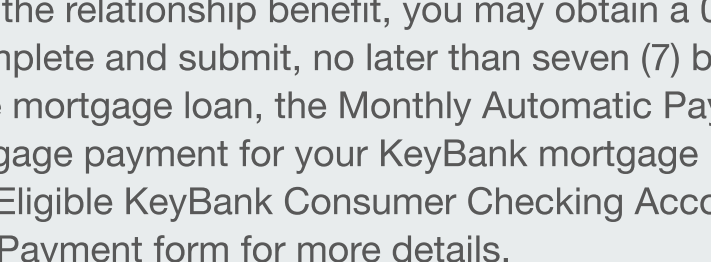 the relationship benefit, you may obtain a
and submit, no later than seven (7)
mortgage loan, the Monthly Automatic
payment for your KeyBank mortgage
Eligible KeyBank Consumer Checking
Payment form for more details.